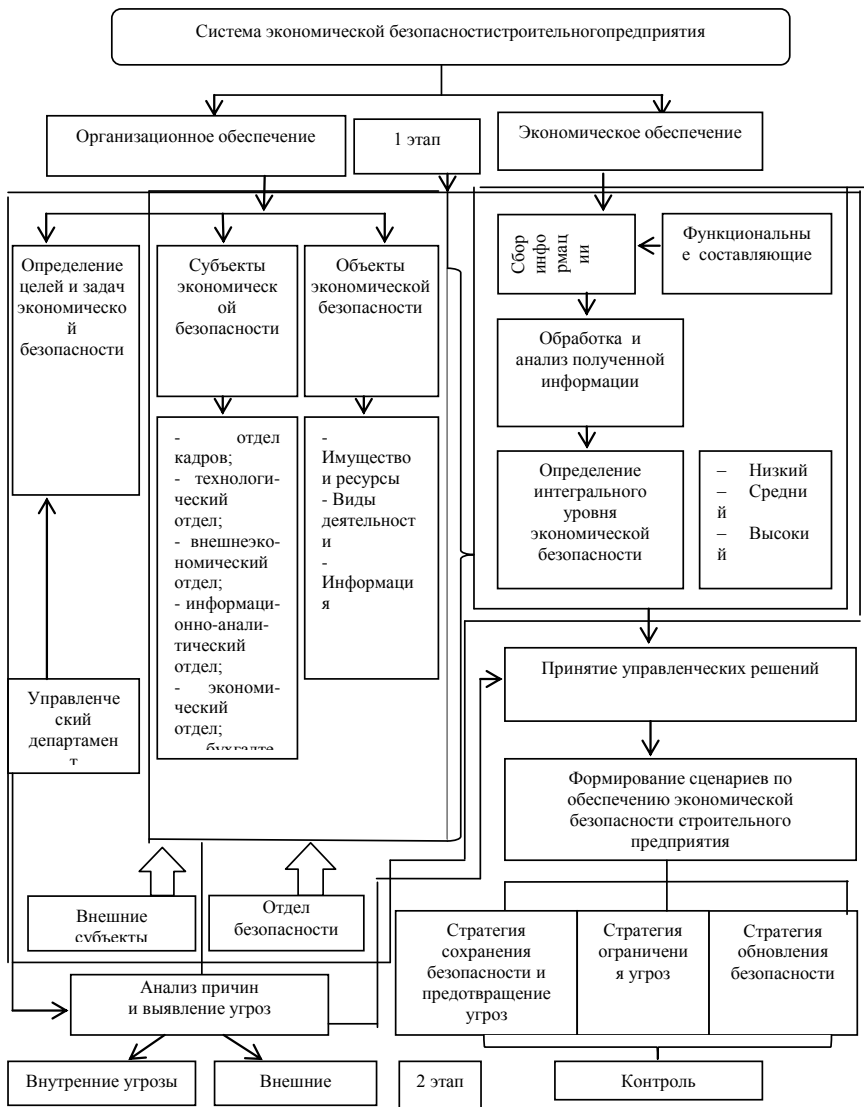 Система экономической безопасностистроительногопредприятия
Организационное обеспечение
1 этап
Экономическое обеспечение
Определение
целей и задач
экономическо
й
безопасности
Субъекты
экономическ
ой
безопасности
Объекты
экономической
безопасности
Сбор
инфо
рмац
ии
Функциональны
е составляющие
Обработка и
анализ полученной
информации
- отдел
кадров;
- технологи-
ческий
отдел;
- внешнеэко-
номический
отдел;
- информаци-
онно-анали-
тический
отдел;
- экономи-
ческий
отдел;
-
Имущество
и ресурсы
- Виды
деятельност
и
-
Информаци
я
Определение
интегрального
уровня
экономической
безопасности
– Низкий
– Средни
й
– Высоки
й
Управленче
ский
департамен
т
Принятие управленческих решений
Формирование сценариев по
обеспечению экономической
безопасности строительного
предприятия
Внешние
субъекты
Отдел
безопасности
Стратегия
сохранения
безопасности и
предотвращение
угроз
Стратегия
ограничени
я угроз
Стратегия
обновления
безопасности
Анализ причин
и выявление угроз
Внутренние угрозы
Внешние
2 этап
Контроль